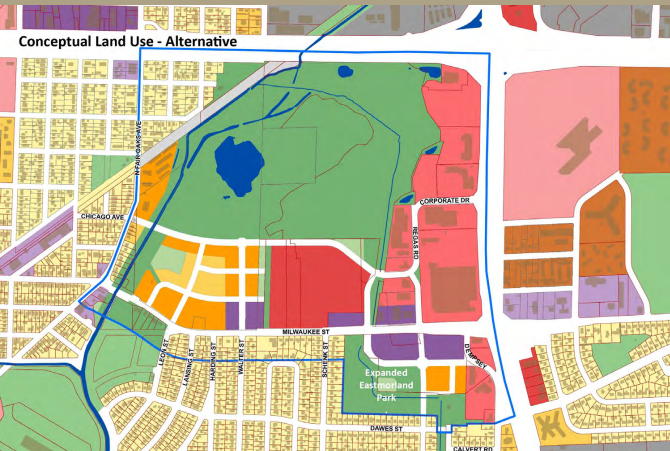 Conceptual Land Use - Alternative
N FAIR OAKS AVE
CHICAGO AVE
CORPORATE DR
REGAS RD
MILWAUKEE ST
LEON ST
LANSING ST
HARDING ST
WALTER ST
SCHENK ST
DEMPSEY
Expanded
Eastmorland
Park
DAWES ST
CALVERT RD